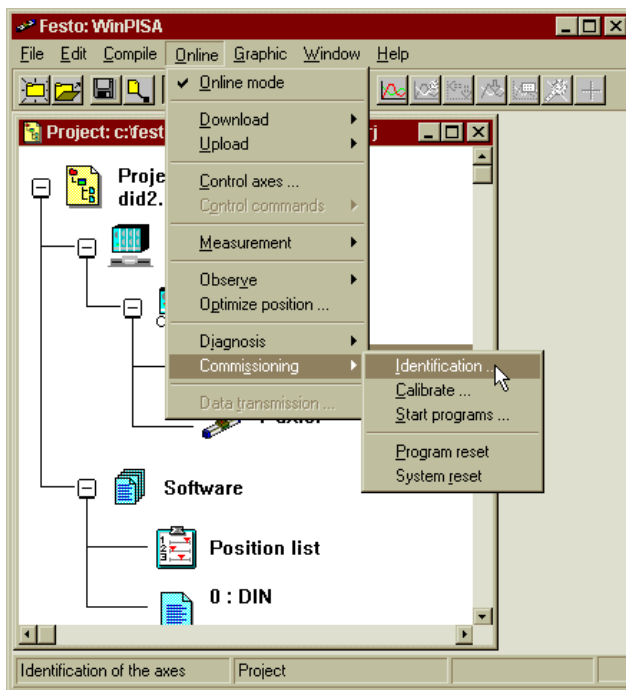 Festo: WinPISA
File Edit Compile Online Graphic Window Help
Online mode
Download
Upload
Control axes ...
Control commands
Measurement
Observe
Optimize position ...
Diagnosis
Commissioning
Data transmission ...
Identification ...
Calibrate ...
Start programs ...
Program reset
System reset
Project: c:\fest
Proje
did2.
Software
Position list
0 : DIN
Identification of the axes Project